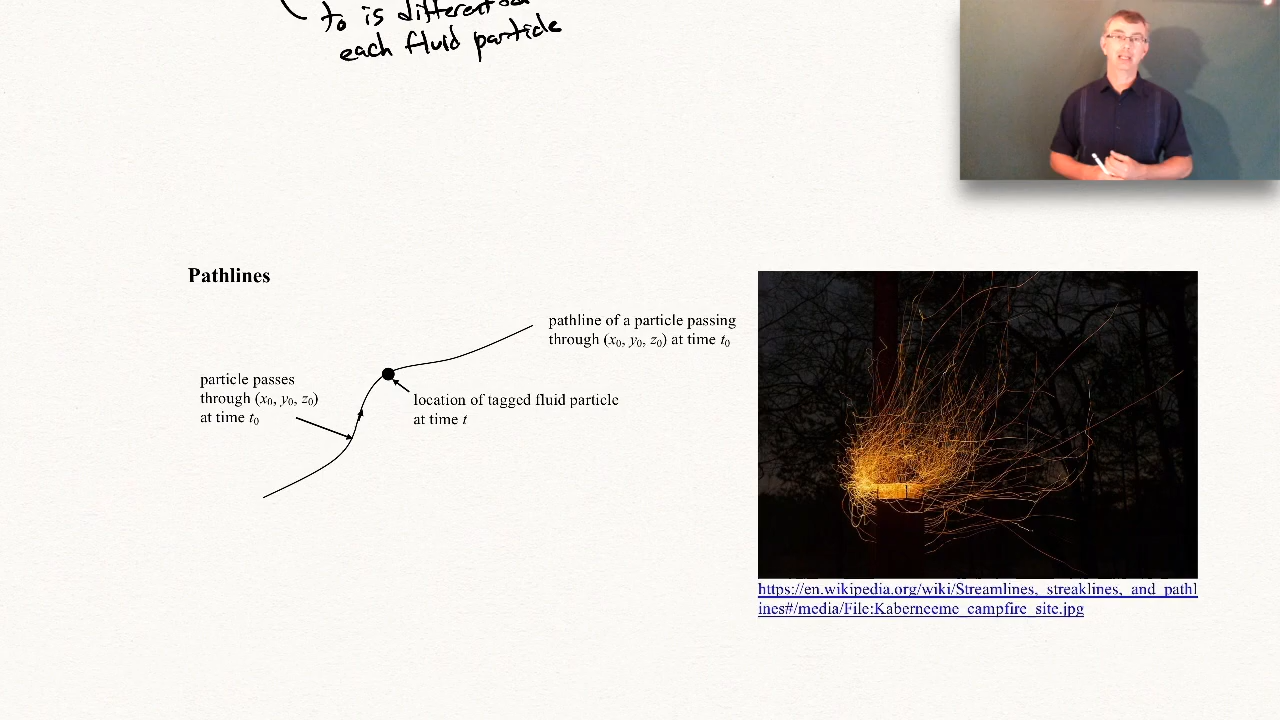 to is different for
each fluid particle
Pathlines
pathline of a particle passing
through (x₀, y₀, z₀) at time t₀
particle passes
through (x₀, y₀, z₀)
at time t₀
location of tagged fluid particle
at time t
https://en.wikipedia.org/wiki/Streamlines,_streaklines,_and_pathl
ines#/media/File:Kaberneeme_campfire_site.jpg